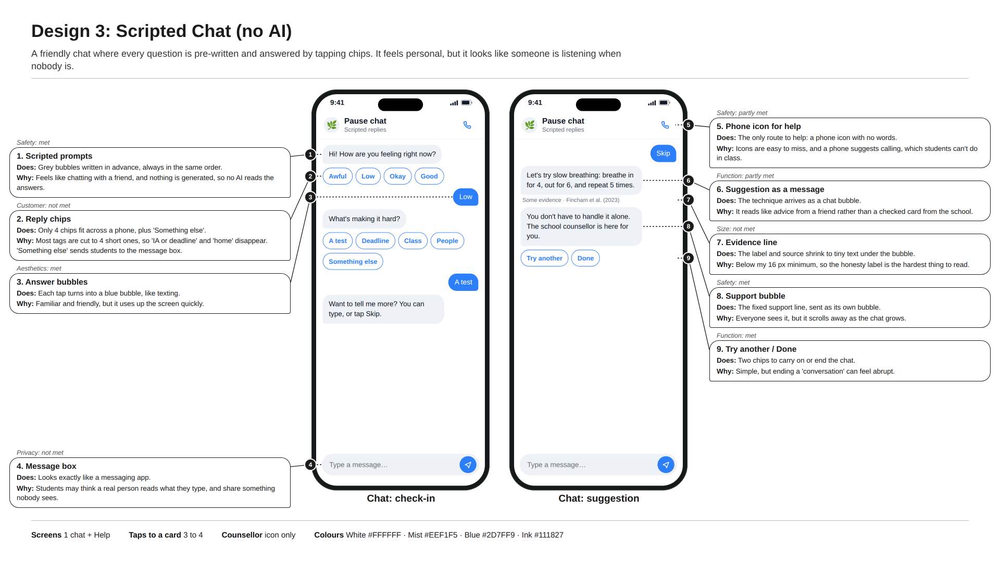 Design 3: Scripted Chat (no AI)
A friendly chat where every question is pre-written and answered by tapping chips. It feels personal, but it looks like someone is listening when
nobody is.
Safety: met
1. Scripted prompts
Does: Grey bubbles written in advance, always in the same order.
Why: Feels like chatting with a friend, and nothing is generated, so no AI reads the
answers.
Customer: not met
2. Reply chips
Does: Only 4 chips fit across a phone, plus 'Something else'.
Why: Most tags are cut to 4 short ones, so 'IA or deadline' and 'home' disappear.
'Something else' sends students to the message box.
Aesthetics: met
3. Answer bubbles
Does: Each tap turns into a blue bubble, like texting.
Why: Familiar and friendly, but it uses up the screen quickly.
Privacy: not met
4. Message box
Does: Looks exactly like a messaging app.
Why: Students may think a real person reads what they type, and share something
nobody sees.
1
2
3
4
9:41
Pause chat
Scripted replies
Hi! How are you feeling right now?
Awful Low Okay Good
Low
What's making it hard?
A test Deadline Class People
Something else
A test
Want to tell me more? You can
type, or tap Skip.
Type a message…
Chat: check-in
9:41
Pause chat
Scripted replies
Skip
Let's try slow breathing: breathe in
for 4, out for 6, and repeat 5 times.
Some evidence · Fincham et al. (2023)
You don't have to handle it alone.
The school counsellor is here for
you.
Try another Done
Type a message…
Chat: suggestion
5
6
7
8
9
Safety: partly met
5. Phone icon for help
Does: The only route to help: a phone icon with no words.
Why: Icons are easy to miss, and a phone suggests calling, which students can't do
in class.
Function: partly met
6. Suggestion as a message
Does: The technique arrives as a chat bubble.
Why: It reads like advice from a friend rather than a checked card from the school.
Size: not met
7. Evidence line
Does: The label and source shrink to tiny text under the bubble.
Why: Below my 16 px minimum, so the honesty label is the hardest thing to read.
Safety: met
8. Support bubble
Does: The fixed support line, sent as its own bubble.
Why: Everyone sees it, but it scrolls away as the chat grows.
Function: met
9. Try another / Done
Does: Two chips to carry on or end the chat.
Why: Simple, but ending a 'conversation' can feel abrupt.
Screens 1 chat + Help Taps to a card 3 to 4 Counsellor icon only Colours White #FFFFFF · Mist #EEF1F5 · Blue #2D7FF9 · Ink #111827